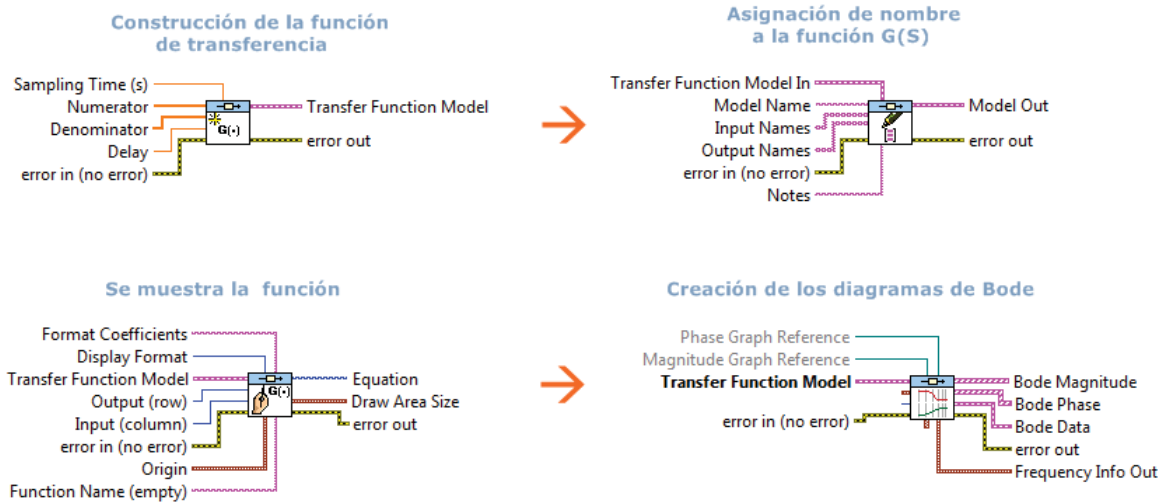 Construcción de la función
de transferencia
Sampling Time (s)
Numerator
Denominator
Delay
error in (no error)
G(·)
Transfer Function Model
error out
Asignación de nombre
a la función G(S)
Transfer Function Model In
Model Name
Input Names
Output Names
error in (no error)
Notes
Model Out
error out
Se muestra la función
Format Coefficients
Display Format
Transfer Function Model
Output (row)
Input (column)
error in (no error)
Origin
Function Name (empty)
G(·)
Equation
Draw Area Size
error out
Creación de los diagramas de Bode
Phase Graph Reference
Magnitude Graph Reference
Transfer Function Model
error in (no error)
Bode Magnitude
Bode Phase
Bode Data
error out
Frequency Info Out